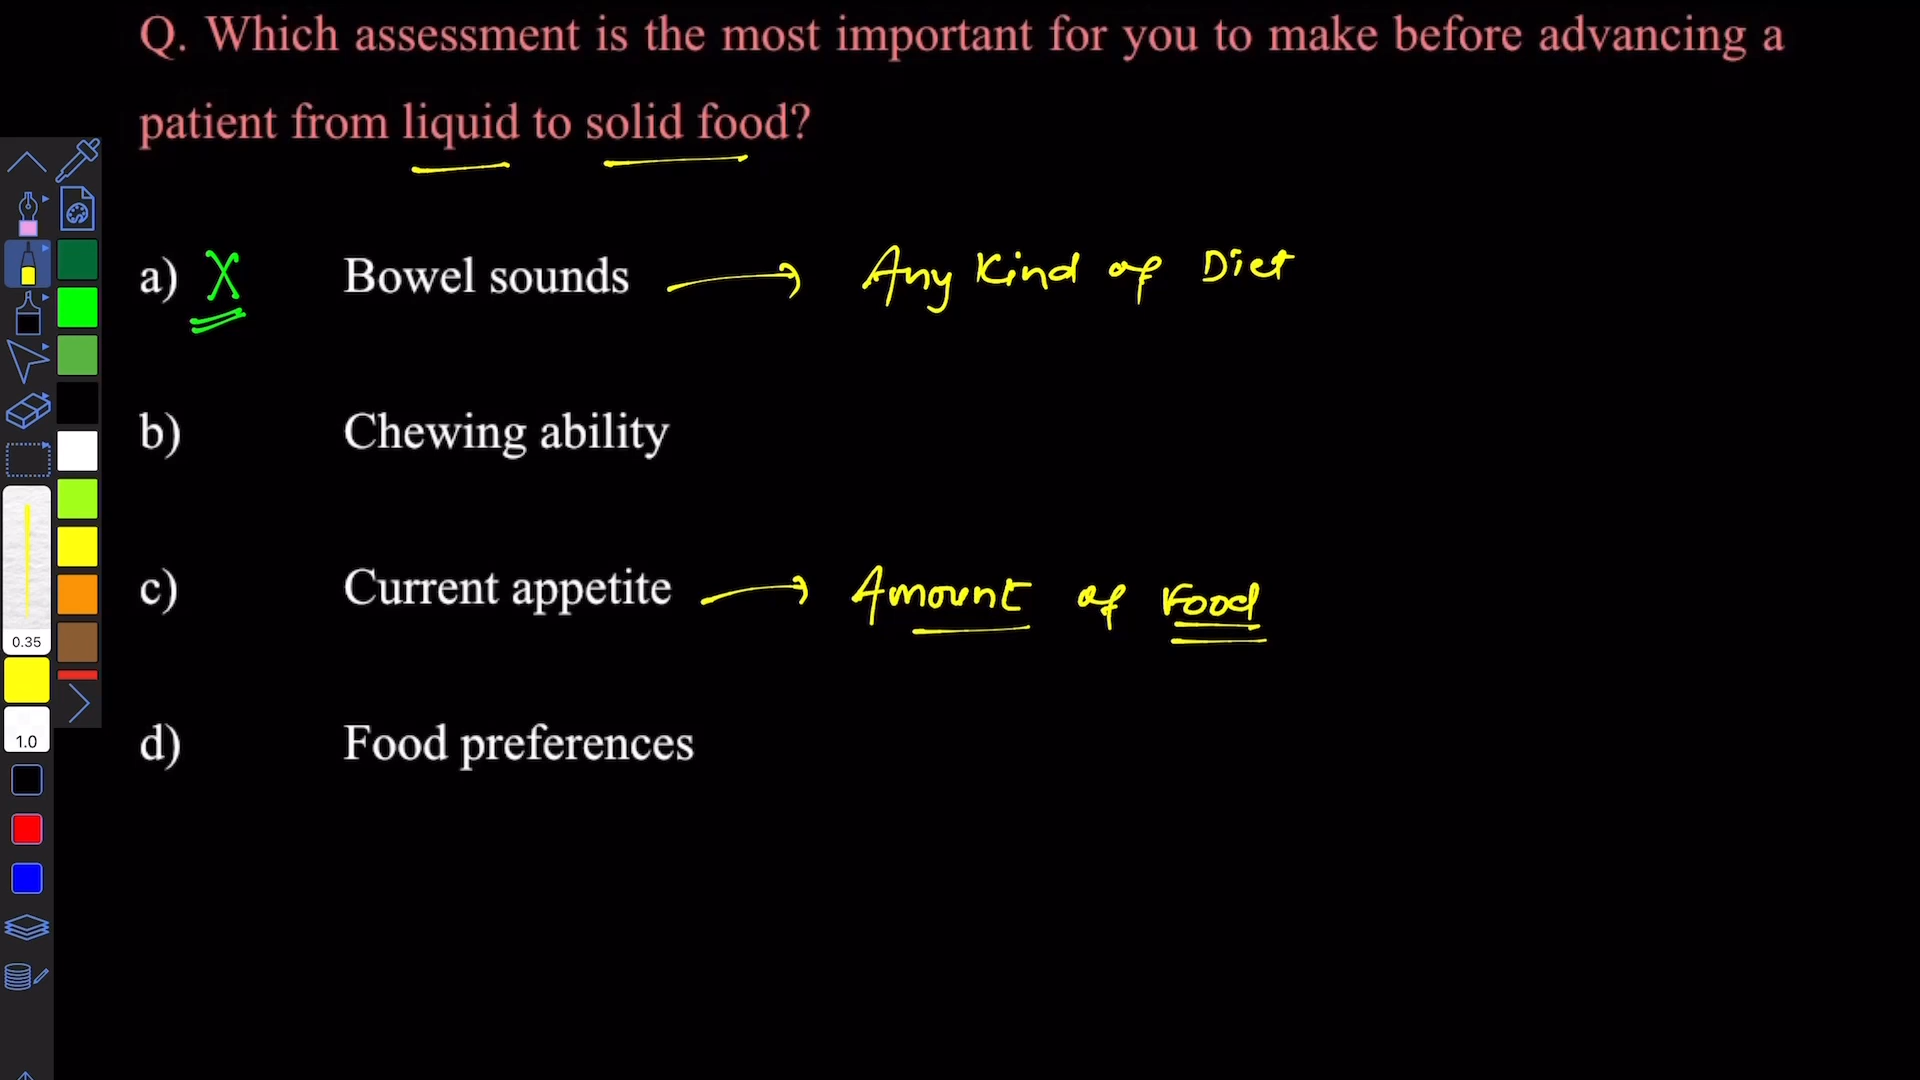 Q. Which assessment is the most important for you to make before advancing a
patient from liquid to solid food?
a) X Bowel sounds → Any Kind of Diet
b) Chewing ability
c) Current appetite → Amount of Food
d) Food preferences
0.35
1.0